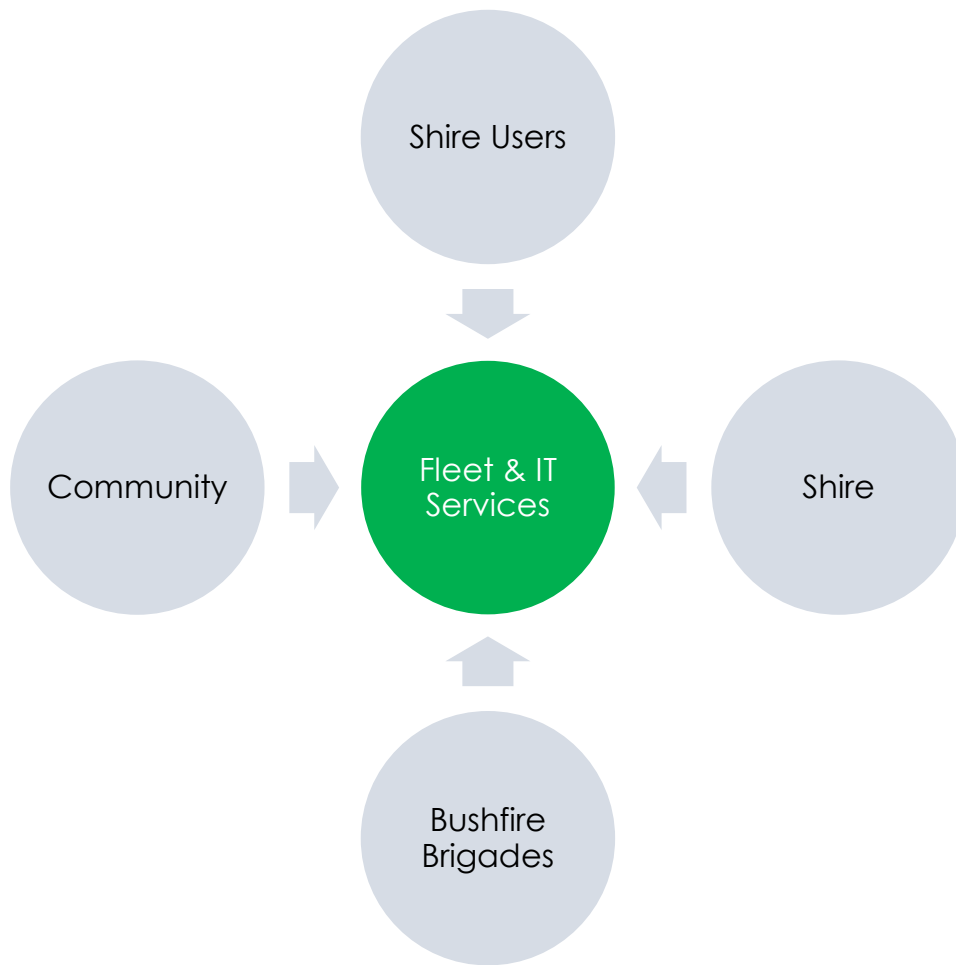 Shire Users
Community
Fleet & IT
Services
Shire
Bushfire
Brigades